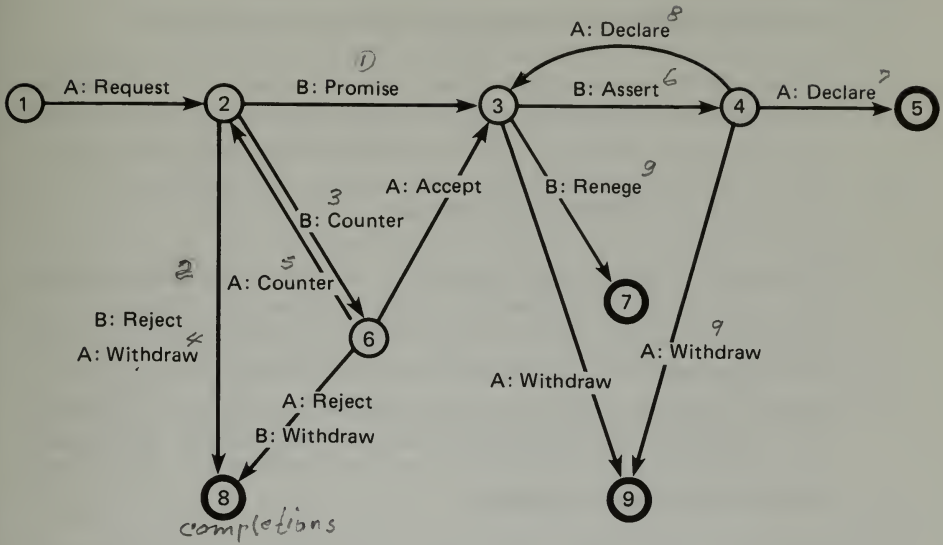 8
A: Declare
①
A: Request
B: Promise
B: Assert
6
A: Declare
7
1
2
3
4
5
A: Accept
B: Renege
9
3
B: Counter
5
A: Counter
2
7
B: Reject
A: Withdraw
4
6
9
A: Withdraw
A: Withdraw
A: Reject
B: Withdraw
8
9
completions